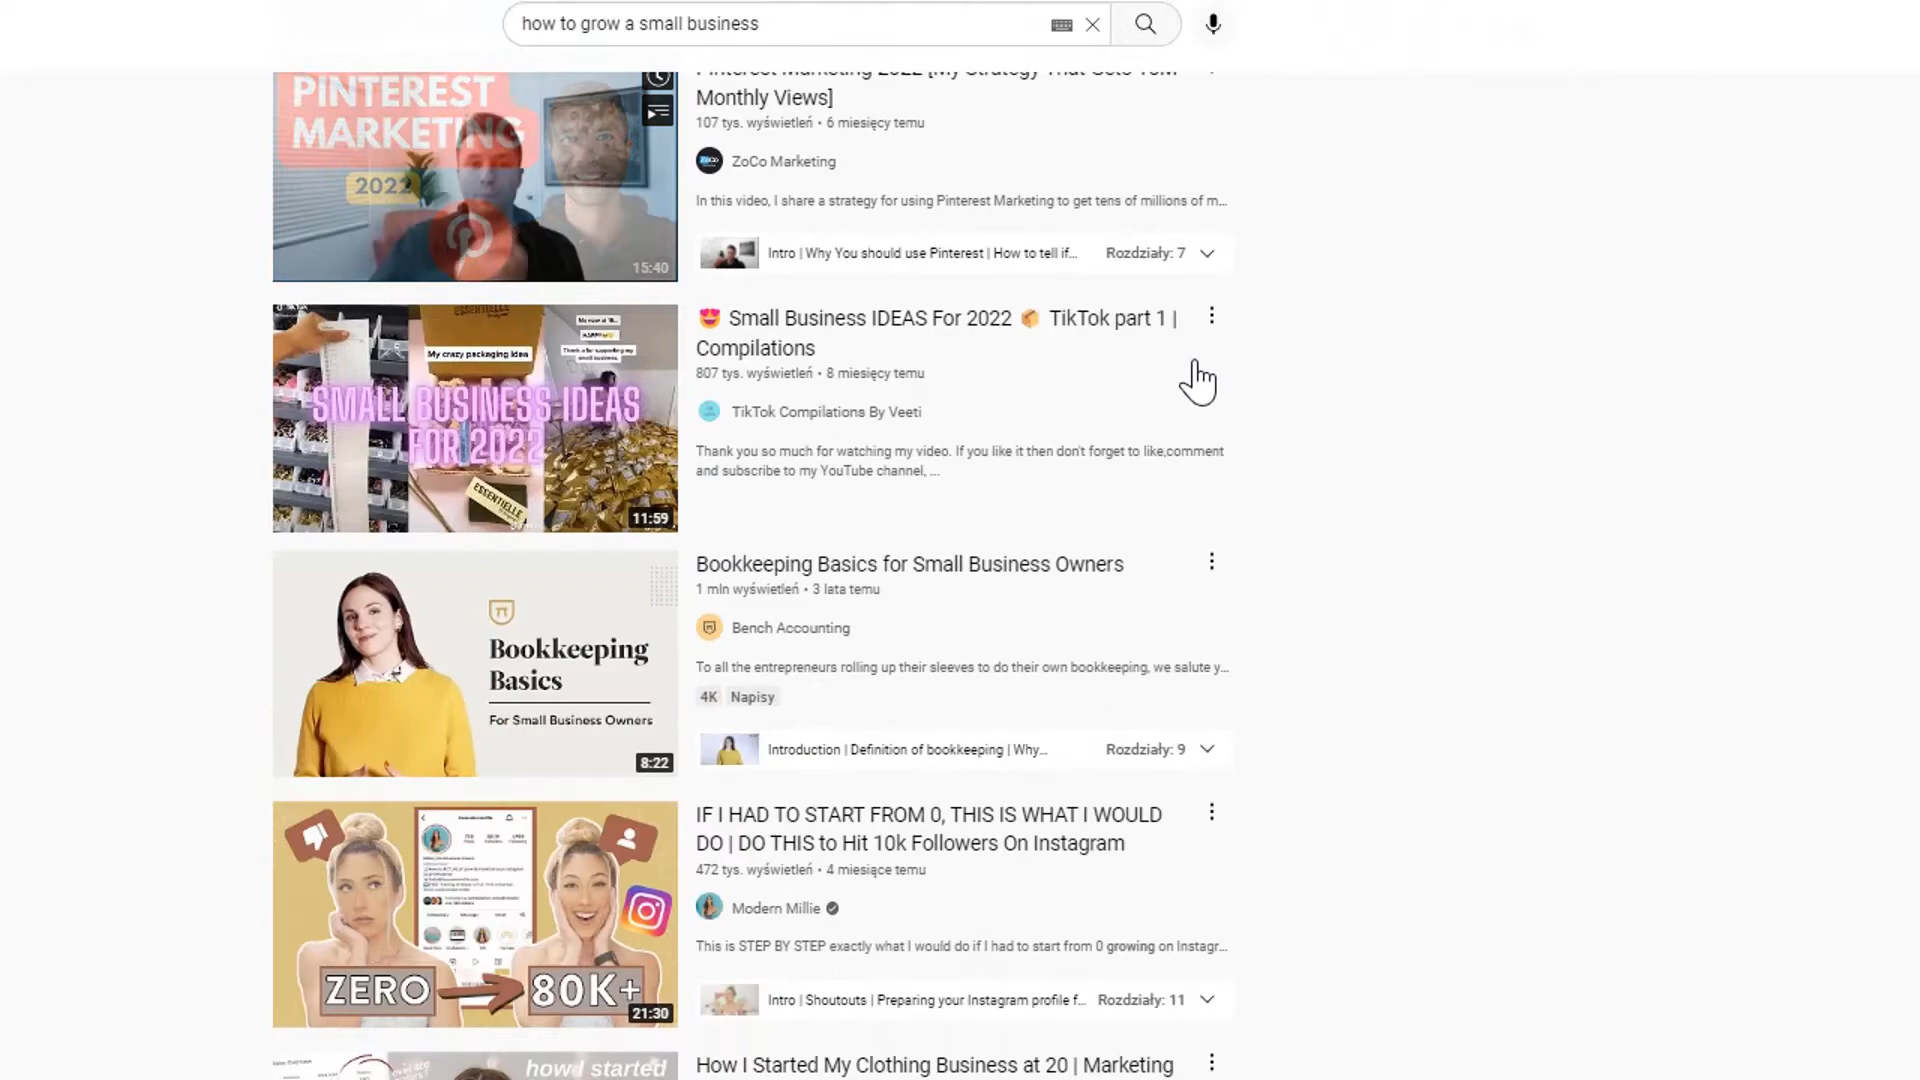 how to grow a small business
PINTEREST
MARKETING
2022
15:40
Pinterest Marketing 2022 [My Strategy That Gets 10M+
Monthly Views]
107 tys. wyświetleń • 6 miesięcy temu
ZoCo Marketing
In this video, I share a strategy for using Pinterest Marketing to get tens of millions of m...
Intro | Why You should use Pinterest | How to tell if...
Rozdziały: 7
ESSENTIELLE
My crazy packaging idea
SMALL BUSINESS IDEAS
FOR 2022
ESSENTIELLE
11:59
😍 Small Business IDEAS For 2022 📦 TikTok part 1 |
Compilations
807 tys. wyświetleń • 8 miesięcy temu
TikTok Compilations By Veeti
Thank you so much for watching my video. If you like it then don't forget to like,comment
and subscribe to my YouTube channel, ...
Bookkeeping
Basics
For Small Business Owners
8:22
Bookkeeping Basics for Small Business Owners
1 mln wyświetleń • 3 lata temu
Bench Accounting
To all the entrepreneurs rolling up their sleeves to do their own bookkeeping, we salute y...
4K Napisy
Introduction | Definition of bookkeeping | Why...
Rozdziały: 9
ZERO
80K+
21:30
IF I HAD TO START FROM 0, THIS IS WHAT I WOULD
DO | DO THIS to Hit 10k Followers On Instagram
472 tys. wyświetleń • 4 miesiące temu
Modern Millie
This is STEP BY STEP exactly what I would do if I had to start from 0 growing on Instagr...
Intro | Shoutouts | Preparing your Instagram profile f...
Rozdziały: 11
how I started
How I Started My Clothing Business at 20 | Marketing